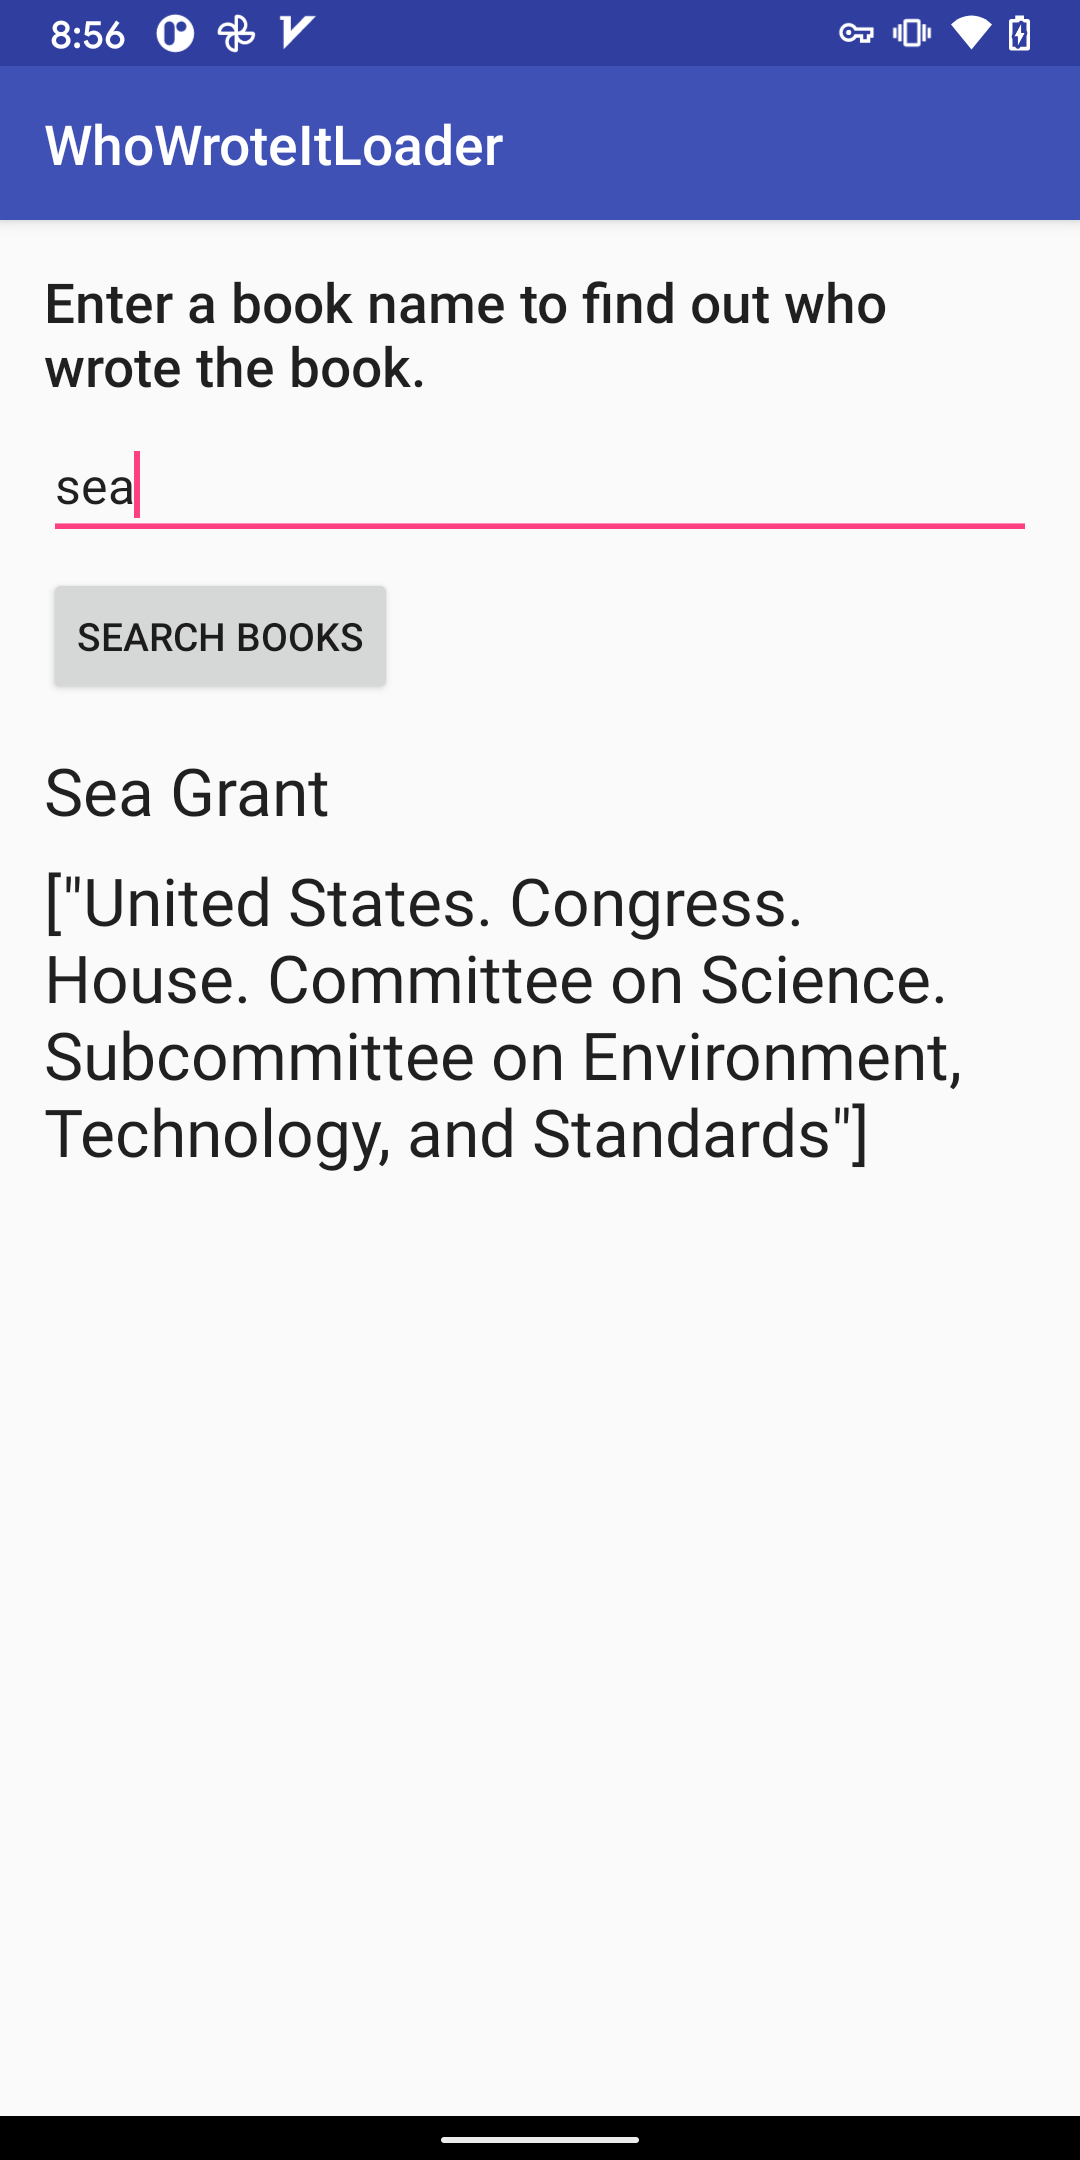 8:56
WhoWroteItLoader
Enter a book name to find out who
wrote the book.
sea
SEARCH BOOKS
Sea Grant
["United States. Congress.
House. Committee on Science.
Subcommittee on Environment,
Technology, and Standards"]